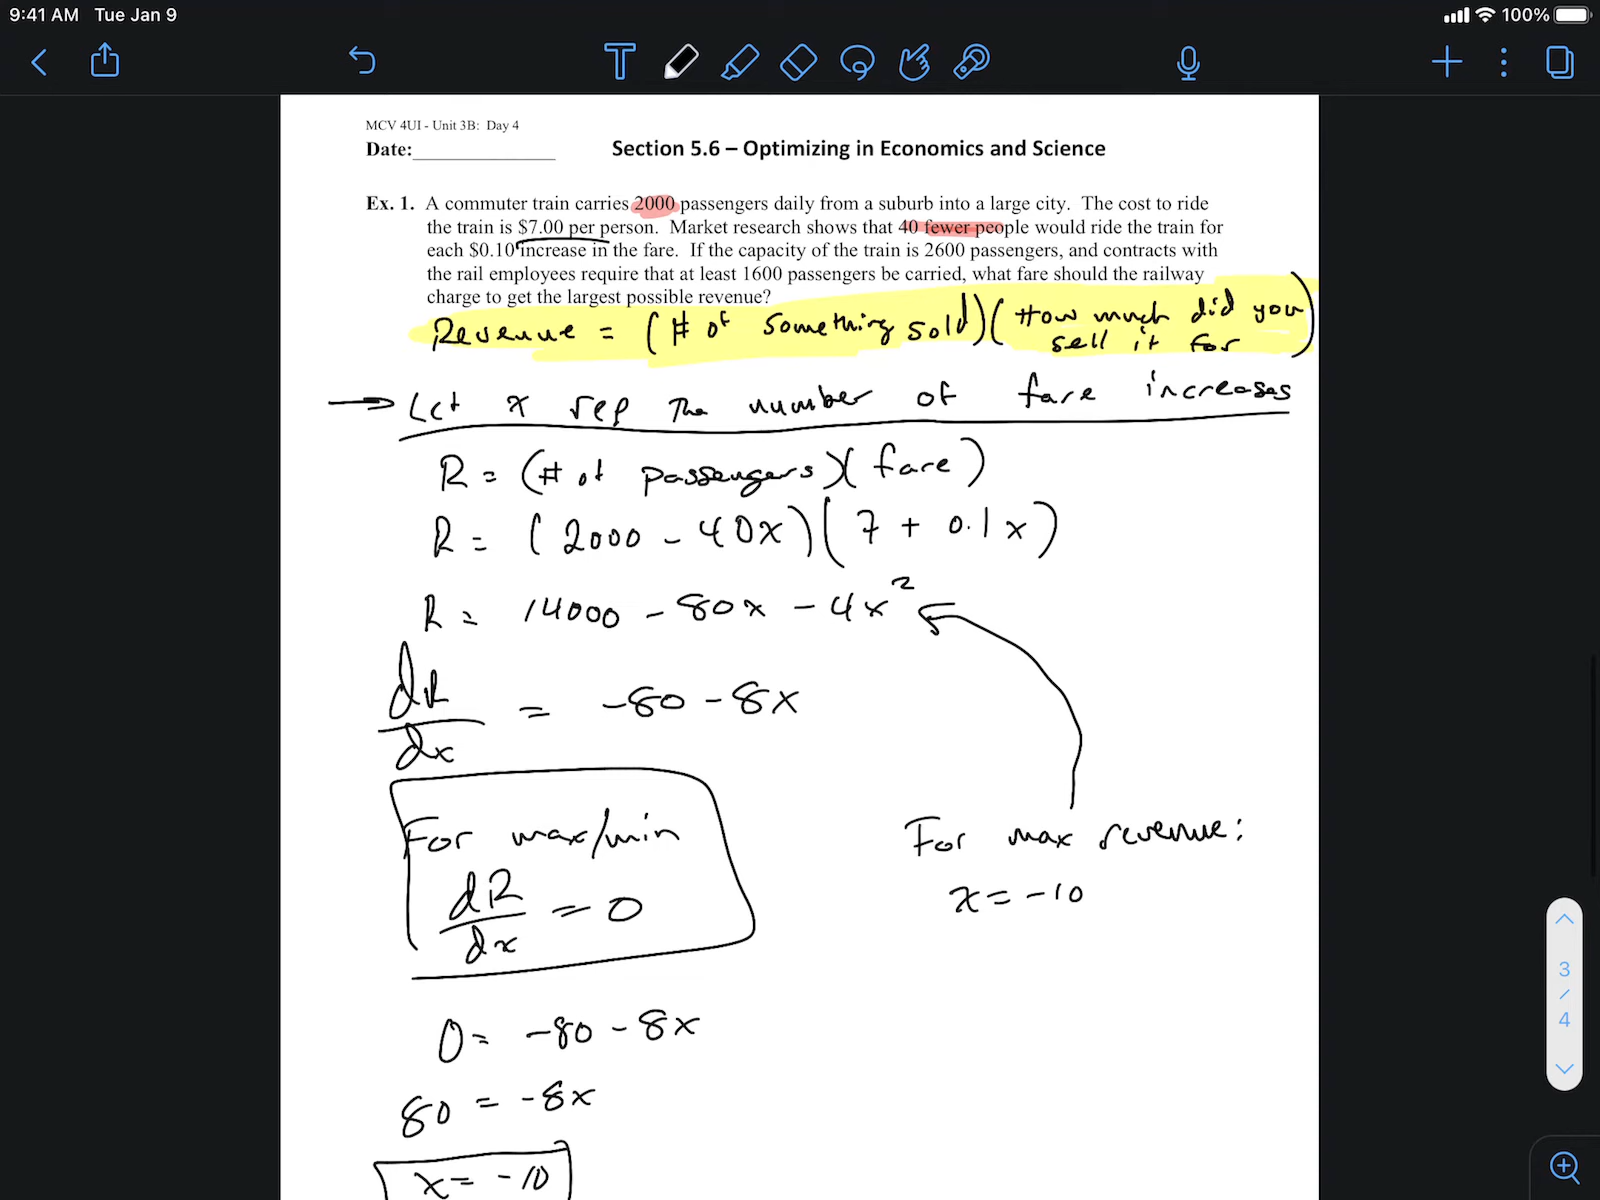 9:41 AM Tue Jan 9
100%
MCV 4UI - Unit 3B: Day 4
Date:
Section 5.6 – Optimizing in Economics and Science
Ex. 1. A commuter train carries 2000 passengers daily from a suburb into a large city. The cost to ride
the train is $7.00 per person. Market research shows that 40 fewer people would ride the train for
each $0.10 increase in the fare. If the capacity of the train is 2600 passengers, and contracts with
the rail employees require that at least 1600 passengers be carried, what fare should the railway
charge to get the largest possible revenue?
Revenue = (# of something sold)(How much did you
sell it for)
→ Let x rep The number of fare increases
R = (# of passengers)(fare)
R = (2000 - 40x)(7 + 0.1x)
R = 14000 - 80x - 4x²
dR/dx = -80 - 8x
For max/min
dR/dx = 0
For max revenue:
x = -10
0 = -80 - 8x
80 = -8x
x = -10
3
/
4